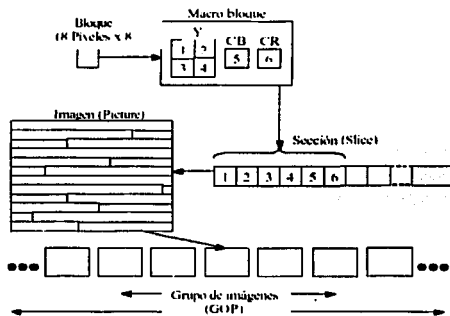 Macro bloque
Bloque
(8 Pixeles x 8
Y
CB CR
1 2
3 4
5 6
Imagen (Picture)
Sección (Slice)
1 2 3 4 5 6
Grupo de imágenes
(GOP)